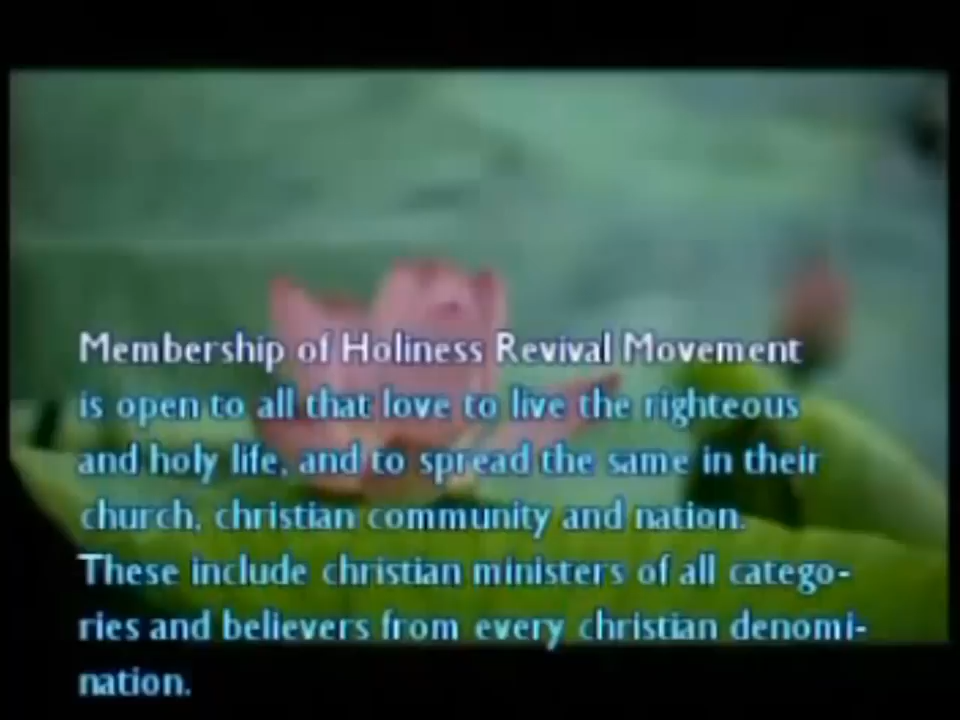 Membership of Holiness Revival Movement
is open to all that love to live the righteous
and holy life, and to spread the same in their
church, christian community and nation.
These include christian ministers of all catego-
ries and believers from every christian denomi-
nation.